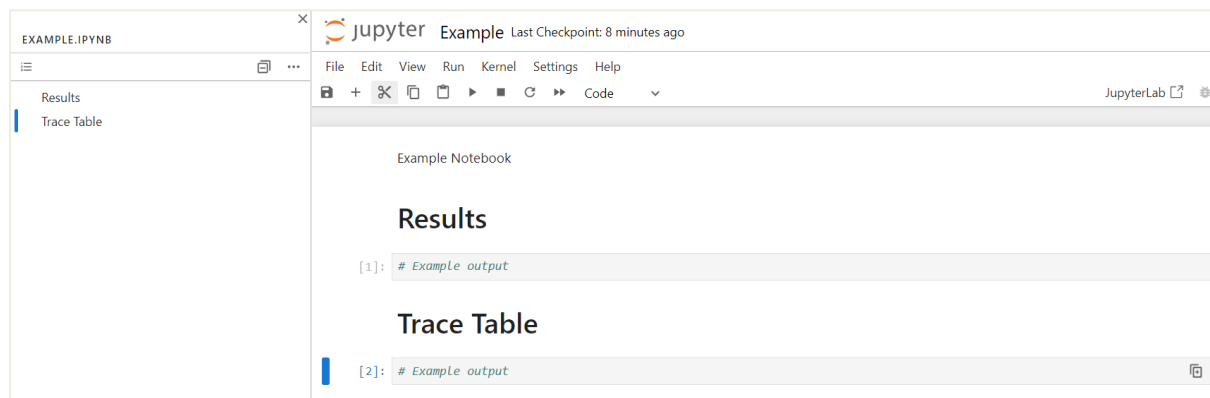 EXAMPLE.IPYNB
Results
Trace Table
jupyter Example Last Checkpoint: 8 minutes ago
File Edit View Run Kernel Settings Help
Code JupyterLab
Example Notebook
Results
[1]: # Example output
Trace Table
[2]: # Example output